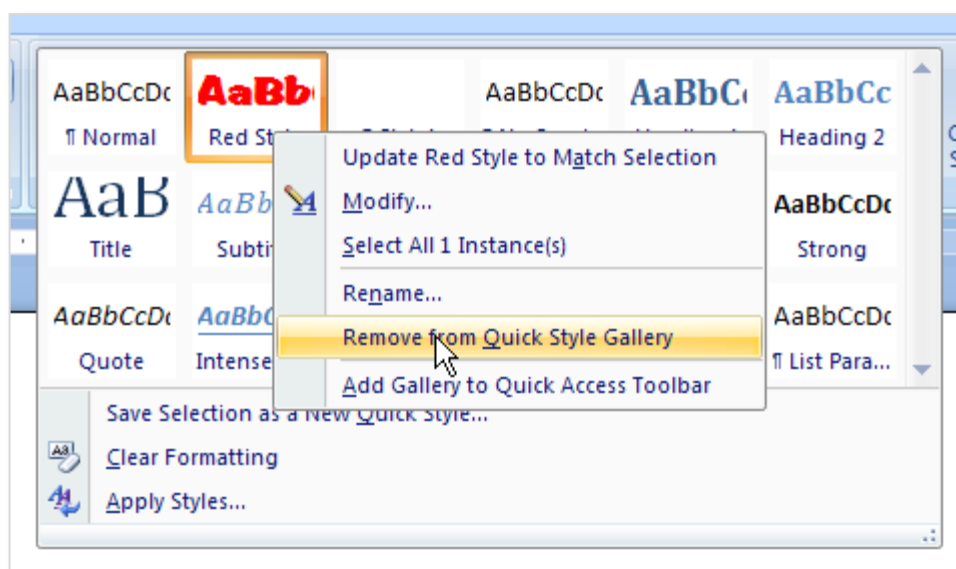 AaBbCcDc AaBb AaBbCcDc AaBbC AaBbCc
¶ Normal Red St Heading 2
Update Red Style to Match Selection
AaB AaBb Modify... AaBbCcDc
Title Subti Select All 1 Instance(s) Strong
Rename...
AaBbCcDc AaBbC Remove from Quick Style Gallery AaBbCcDc
Quote Intense ¶ List Para...
Add Gallery to Quick Access Toolbar
Save Selection as a New Quick Style...
Clear Formatting
Apply Styles...